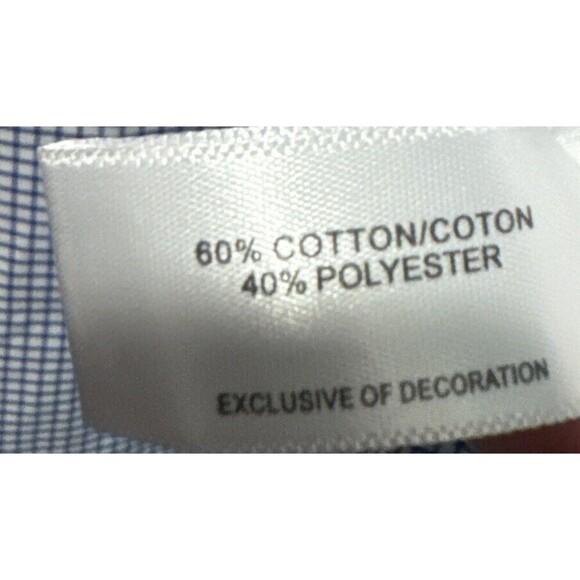 60% COTTON/COTON
40% POLYESTER
EXCLUSIVE OF DECORATION